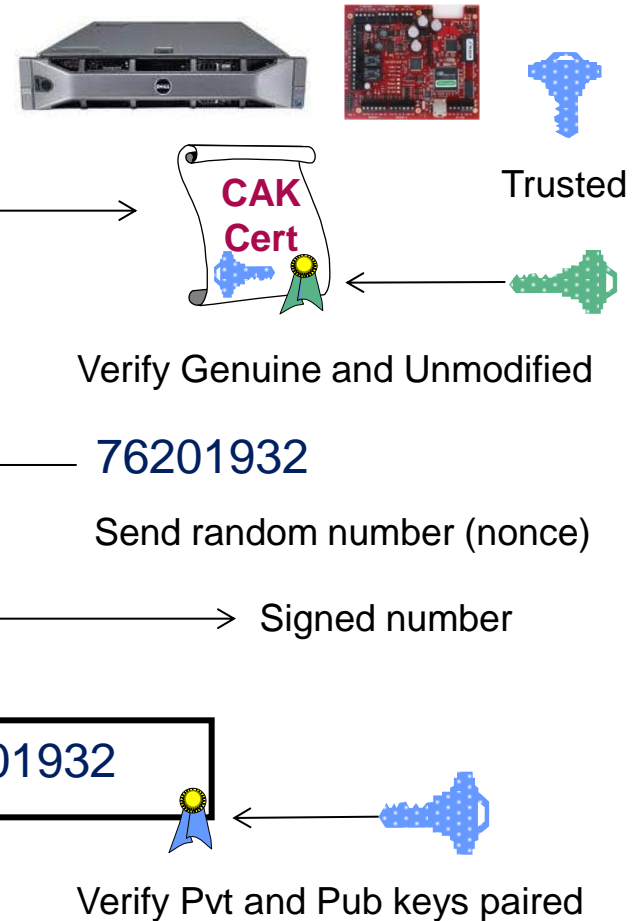 Trusted
CAK
Cert
Verify Genuine and Unmodified
76201932
Send random number (nonce)
Signed number
01932
Verify Pvt and Pub keys paired